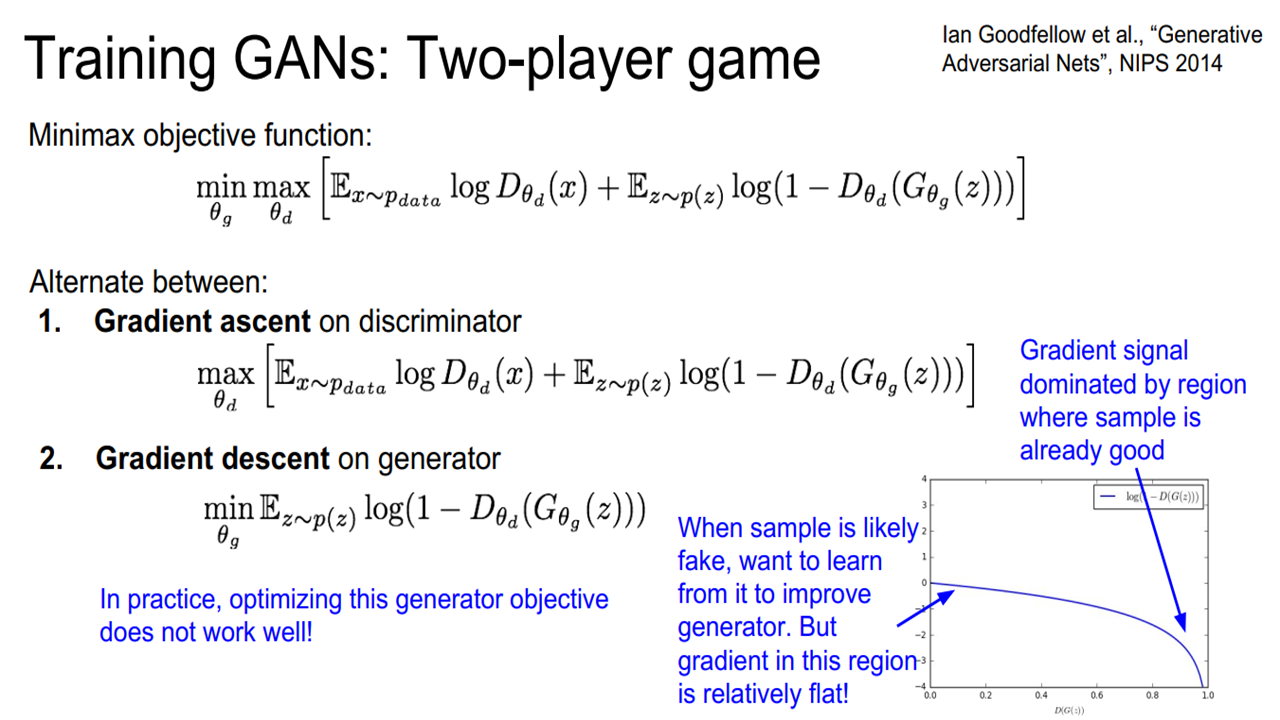 Training GANs: Two-player game
Ian Goodfellow et al., “Generative
Adversarial Nets”, NIPS 2014
Minimax objective function:
\min_{\theta_g} \max_{\theta_d} \left[ \mathbb{E}_{x \sim p_{data}} \log D_{\theta_d}(x) + \mathbb{E}_{z \sim p(z)} \log(1 - D_{\theta_d}(G_{\theta_g}(z))) \right]
Alternate between:
1. Gradient ascent on discriminator
\max_{\theta_d} \left[ \mathbb{E}_{x \sim p_{data}} \log D_{\theta_d}(x) + \mathbb{E}_{z \sim p(z)} \log(1 - D_{\theta_d}(G_{\theta_g}(z))) \right]
2. Gradient descent on generator
\min_{\theta_g} \mathbb{E}_{z \sim p(z)} \log(1 - D_{\theta_d}(G_{\theta_g}(z)))
In practice, optimizing this generator objective
does not work well!
When sample is likely
fake, want to learn
from it to improve
generator. But
gradient in this region
is relatively flat!
Gradient signal
dominated by region
where sample is
already good
log(1 − D(G(z)))
4
3
2
1
0
−1
−2
−3
−4
0.0 0.2 0.4 0.6 0.8 1.0
D(G(z))